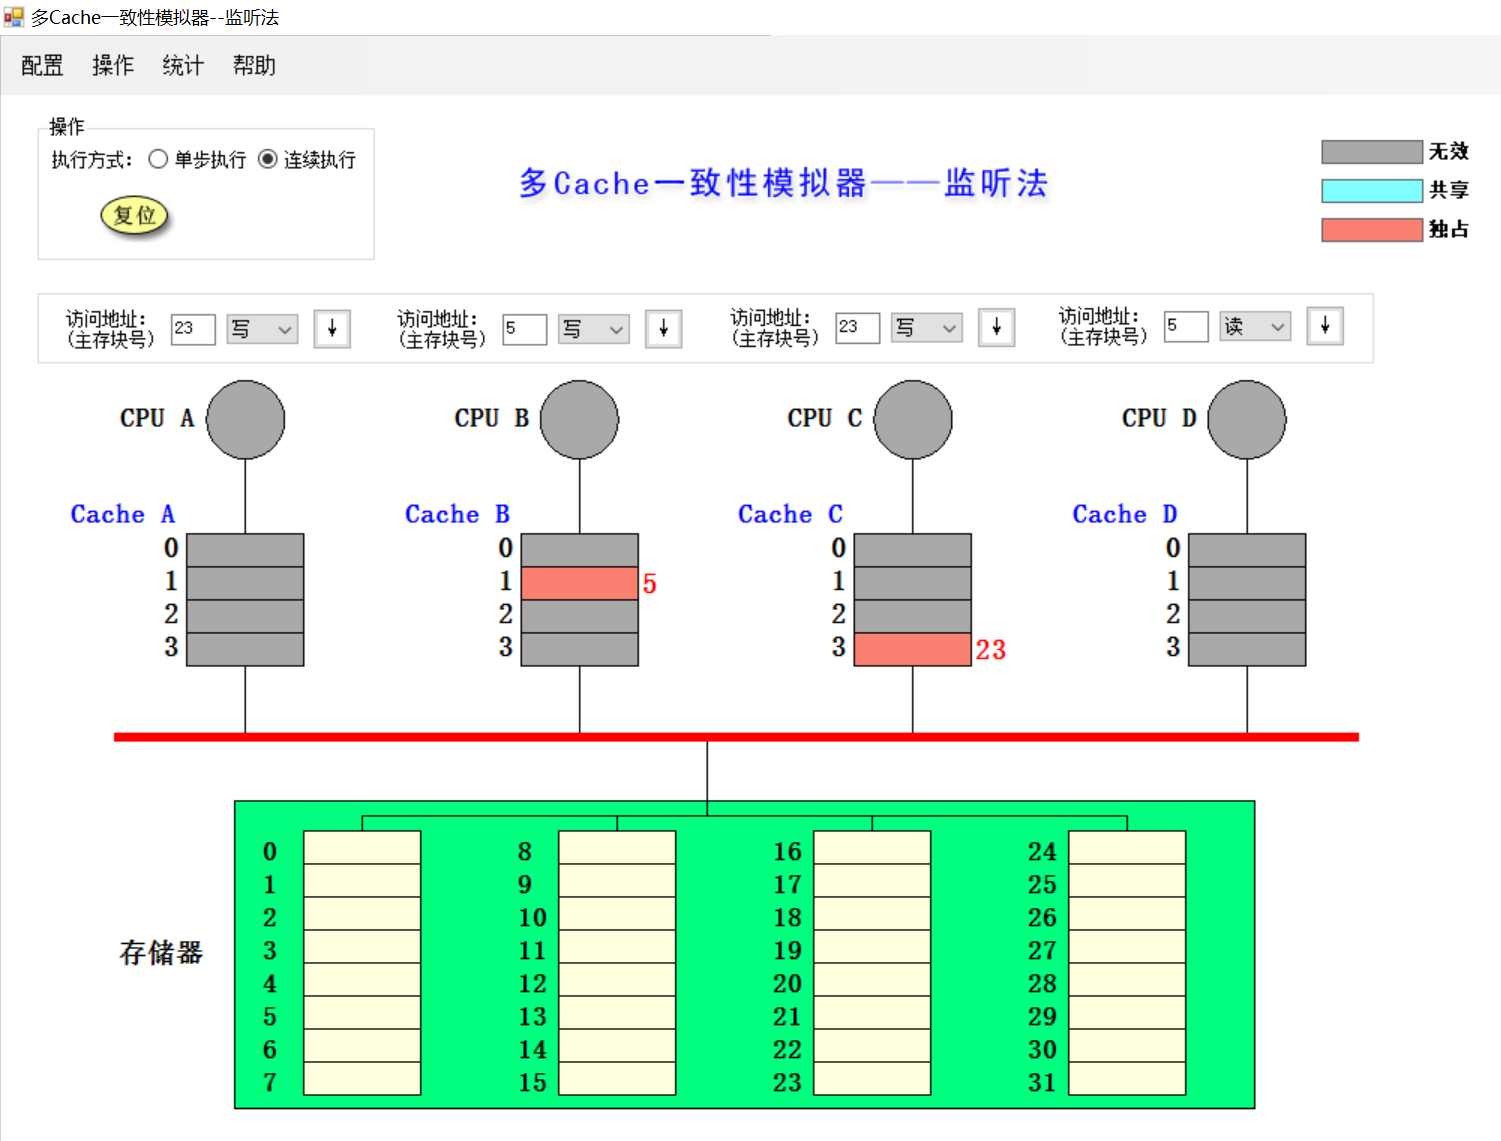 多Cache一致性模拟器--监听法
配置 操作 统计 帮助
操作
执行方式： 单步执行 连续执行
复位
多Cache一致性模拟器——监听法
无效
共享
独占
访问地址：
(主存块号) 23 写 ↓
访问地址：
(主存块号) 5 写 ↓
访问地址：
(主存块号) 23 写 ↓
访问地址：
(主存块号) 5 读 ↓
CPU A
CPU B
CPU C
CPU D
Cache A
0
1
2
3
Cache B
0
1 5
2
3
Cache C
0
1
2
3 23
Cache D
0
1
2
3
存储器
0 8 16 24
1 9 17 25
2 10 18 26
3 11 19 27
4 12 20 28
5 13 21 29
6 14 22 30
7 15 23 31